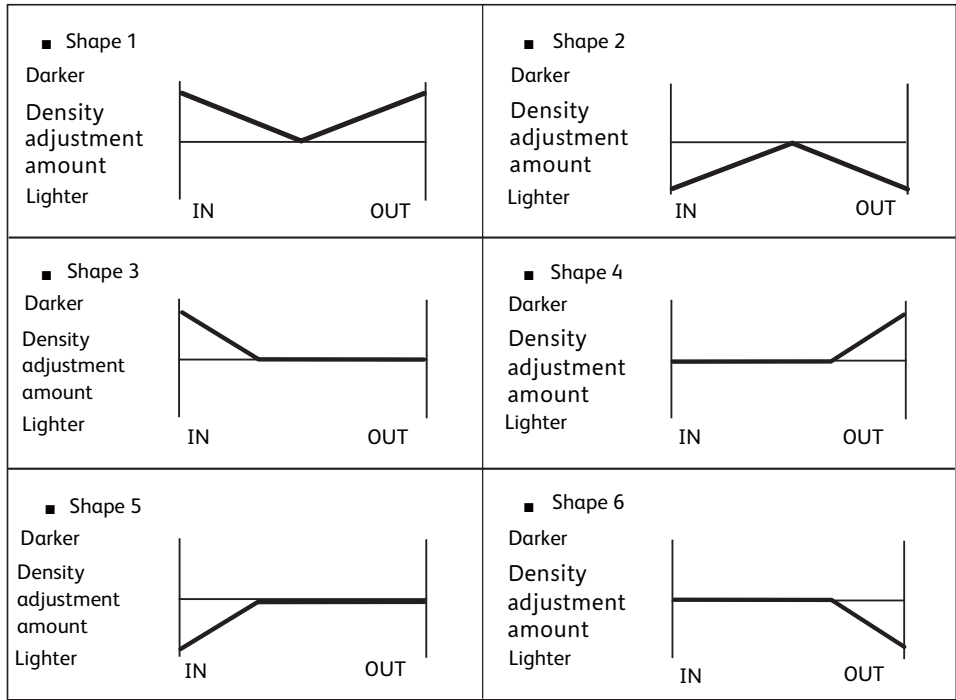 ■ Shape 1
Darker
Density
adjustment
amount
Lighter
IN OUT
■ Shape 2
Darker
Density
adjustment
amount
Lighter
IN OUT
■ Shape 3
Darker
Density
adjustment
amount
Lighter
IN OUT
■ Shape 4
Darker
Density
adjustment
amount
Lighter
IN OUT
■ Shape 5
Darker
Density
adjustment
amount
Lighter
IN OUT
■ Shape 6
Darker
Density
adjustment
amount
Lighter
IN OUT